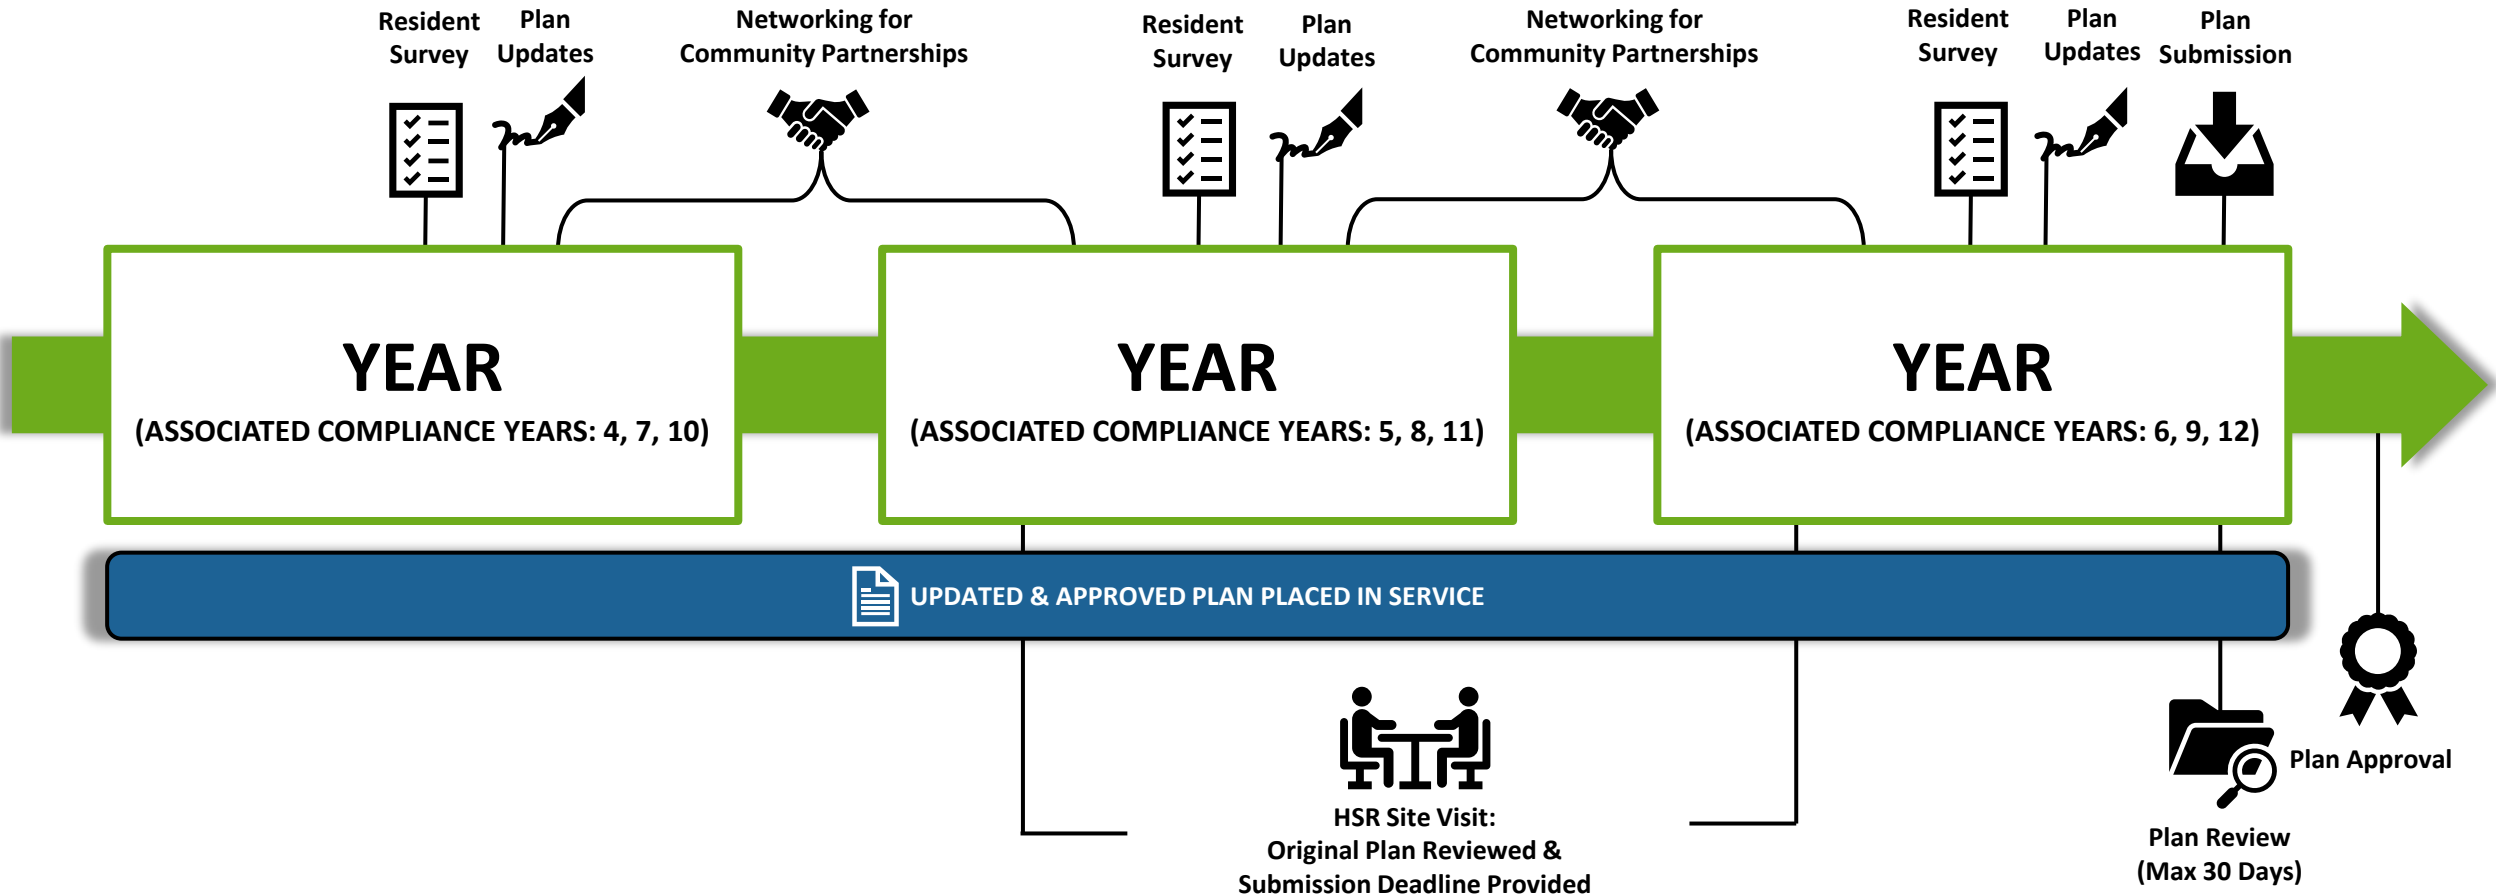 Resident
Survey
Plan
Updates
Networking for
Community Partnerships
Resident
Survey
Plan
Updates
Networking for
Community Partnerships
Resident
Survey
Plan
Updates
Plan
Submission
YEAR
(ASSOCIATED COMPLIANCE YEARS: 4, 7, 10)
YEAR
(ASSOCIATED COMPLIANCE YEARS: 5, 8, 11)
YEAR
(ASSOCIATED COMPLIANCE YEARS: 6, 9, 12)
UPDATED & APPROVED PLAN PLACED IN SERVICE
HSR Site Visit:
Original Plan Reviewed &
Submission Deadline Provided
Plan Review
(Max 30 Days)
Plan Approval